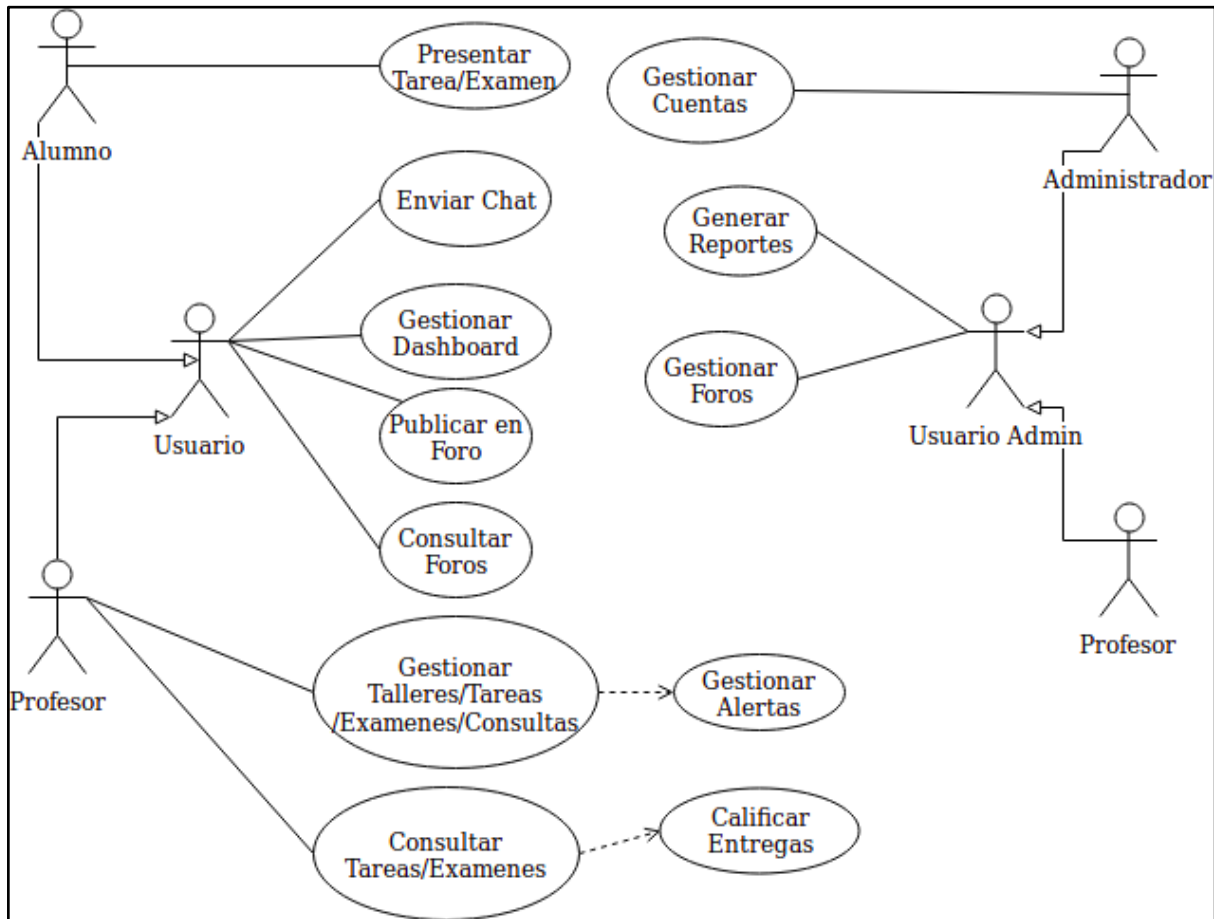 Presentar
Tarea/Examen
Gestionar
Cuentas
Alumno
Administrador
Enviar Chat
Generar
Reportes
Gestionar
Dashboard
Gestionar
Foros
Publicar en
Foro
Usuario
Usuario Admin
Consultar
Foros
Profesor
Gestionar
Talleres/Tareas
/Examenes/Consultas
Gestionar
Alertas
Profesor
Consultar
Tareas/Examenes
Calificar
Entregas